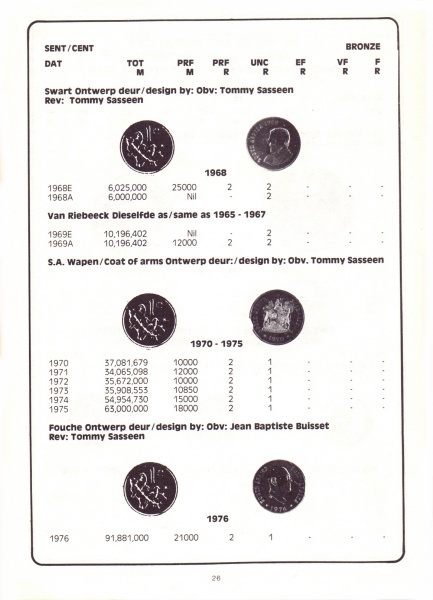 SENT/CENT BRONZE
DAT TOT PRF PRF UNC EF VF F
M M R R R R R
Swart Ontwerp deur/design by: Obv: Tommy Sasseen
Rev: Tommy Sasseen
1968
1968E 6,025,000 25000 2 2 - - -
1968A 6,000,000 Nil - 2 - - -
Van Riebeeck Dieselfde as/same as 1965 - 1967
1969E 10,196,402 Nil - 2 - - -
1969A 10,196,402 12000 2 2 - - -
S.A. Wapen/Coat of arms Ontwerp deur:/design by: Obv. Tommy Sasseen
1970 - 1975
1970 37,081,679 10000 2 1 - - -
1971 34,065,098 12000 2 1 - - -
1972 35,672,000 10000 2 1 - - -
1973 35,908,553 10850 2 1 - - -
1974 54,954,730 15000 2 1 - - -
1975 63,000,000 18000 2 1 - - -
Fouche Ontwerp deur/design by: Obv: Jean Baptiste Buisset
Rev: Tommy Sasseen
1976
1976 91,881,000 21000 2 1 - - -
26